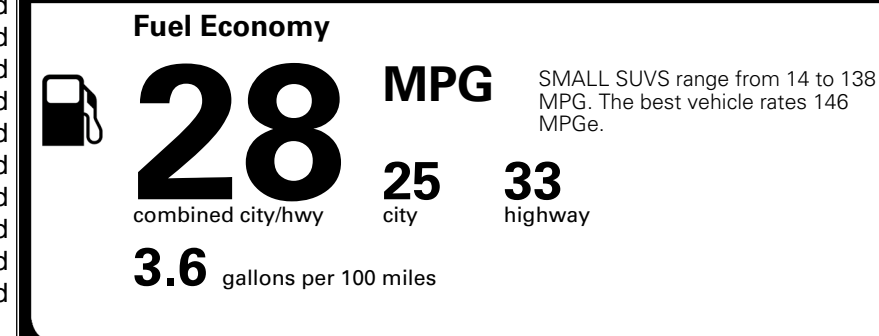 d
d
d
d
d
d
d
d
d
d
Fuel Economy
28
MPG
SMALL SUVS range from 14 to 138
MPG. The best vehicle rates 146
MPGe.
25
33
combined city/hwy
city
highway
3.6 gallons per 100 miles